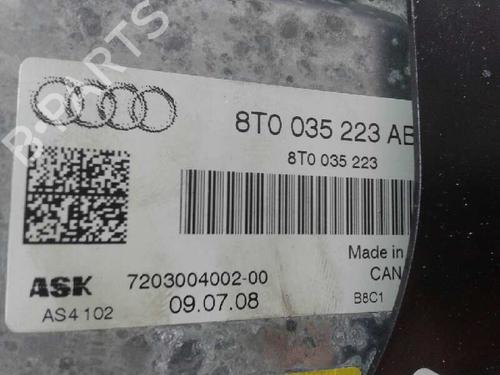 8T0 035 223 AB
8T0 035 223
Made in
CAN
ASK 7203004002-00
AS4 102 09.07.08 B8C1
B-PARTS